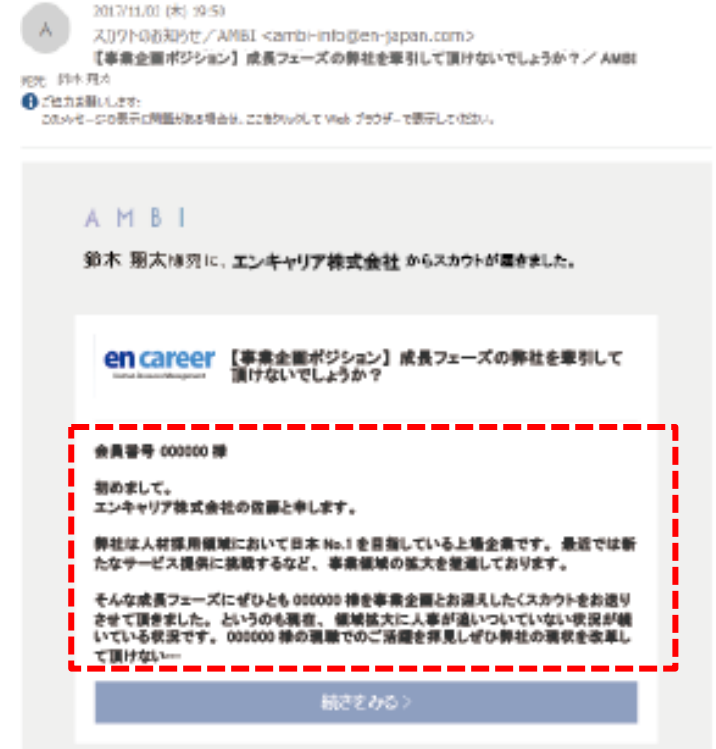 A
2017/11/02 (木) 19:50
スカウトのお知らせ/AMBI <ambi-info@en-japan.com>
【事業企画ポジション】成長フェーズの弊社を牽引して頂けないでしょうか?/ AMBI
宛先 鈴木 翔太
ご協力お願いします:
このメッセージの表示に問題がある場合は、ここをクリックして Web ブラウザーで表示してください。
AMBI
鈴木 翔太様宛に、エンキャリア株式会社 からスカウトが届きました。
en career 【事業企画ポジション】成長フェーズの弊社を牽引して
頂けないでしょうか?
会員番号 000000 様
初めまして。
エンキャリア株式会社の佐藤と申します。
弊社は人材採用領域において日本 No.1 を目指している上場企業です。最近では新
たなサービス提供に挑戦するなど、事業領域の拡大を推進しております。
そんな成長フェーズにぜひとも 000000 様を事業企画とお迎えしたくスカウトをお送り
させて頂きました。というのも現在、領域拡大に人事が追いついていない状況が続
いている状況です。000000 様の現職でのご活躍を拝見しぜひ弊社の現状を改革し
て頂けない…
続きをみる >